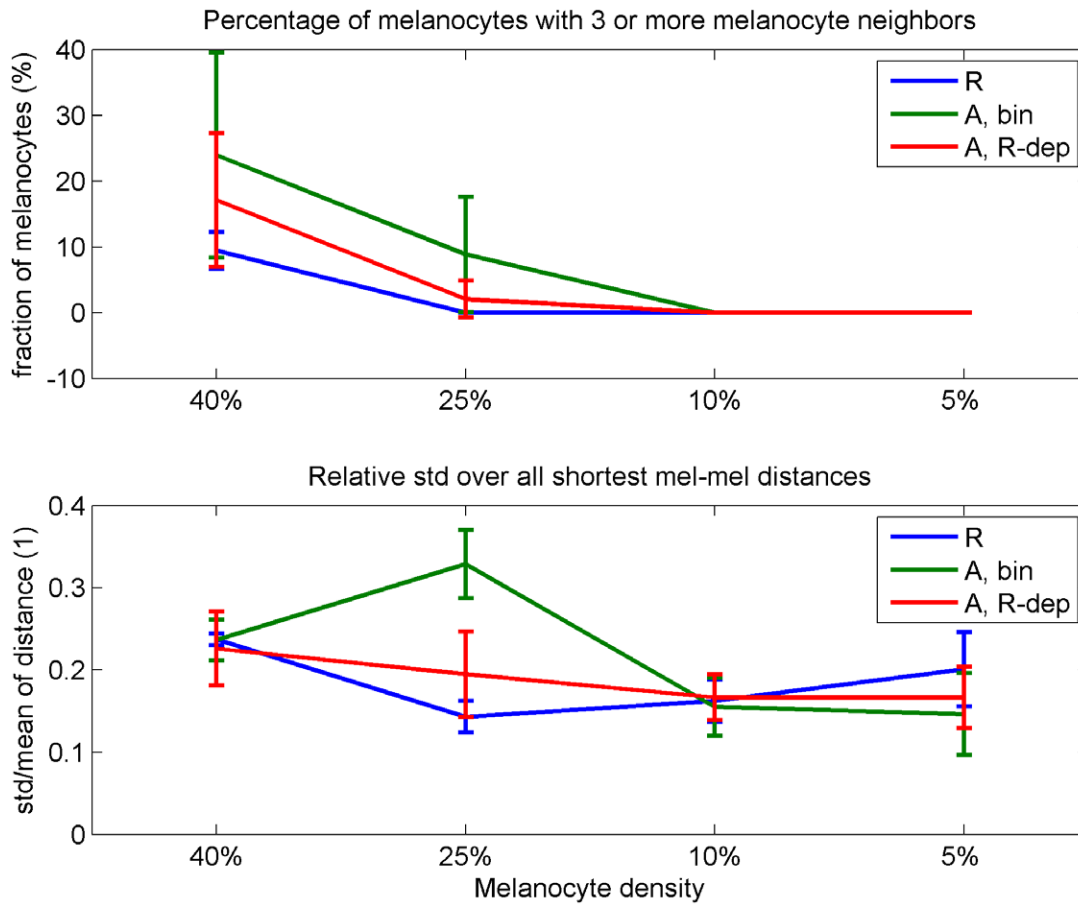 Percentage of melanocytes with 3 or more melanocyte neighbors
fraction of melanocytes (%)
40
30
20
10
0
-10
R
A, bin
A, R-dep
40%
25%
10%
5%
Relative std over all shortest mel-mel distances
std/mean of distance (1)
0.4
0.3
0.2
0.1
0
R
A, bin
A, R-dep
40%
25%
10%
5%
Melanocyte density